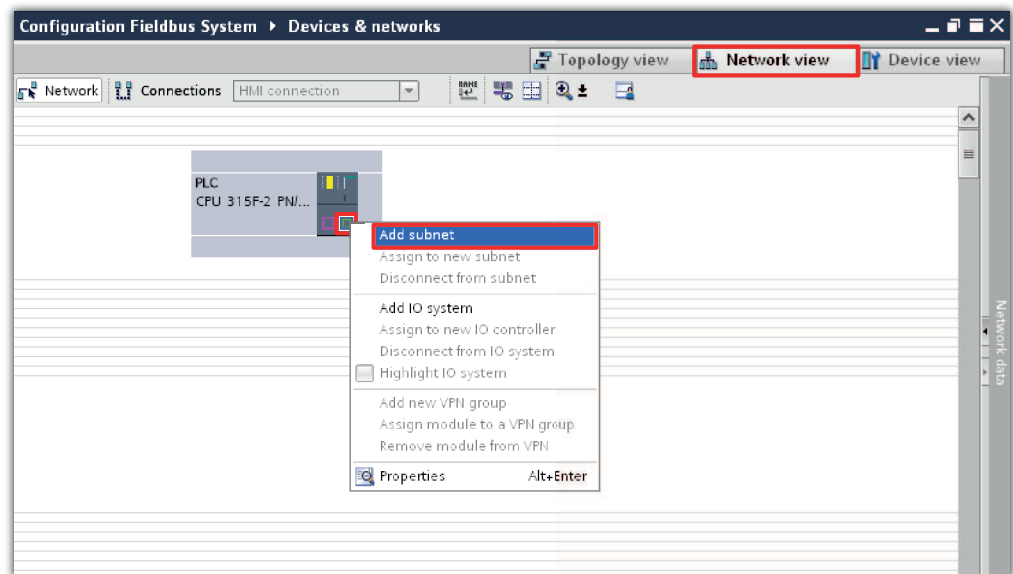 Configuration Fieldbus System ▸ Devices & networks
Topology view
Network view
Device view
Network
Connections
HMI connection
PLC
CPU 315F-2 PN/...
Add subnet
Assign to new subnet
Disconnect from subnet
Add IO system
Assign to new IO controller
Disconnect from IO system
Highlight IO system
Add new VPN group
Assign module to a VPN group
Remove module from VPN
Properties Alt+Enter
Network data